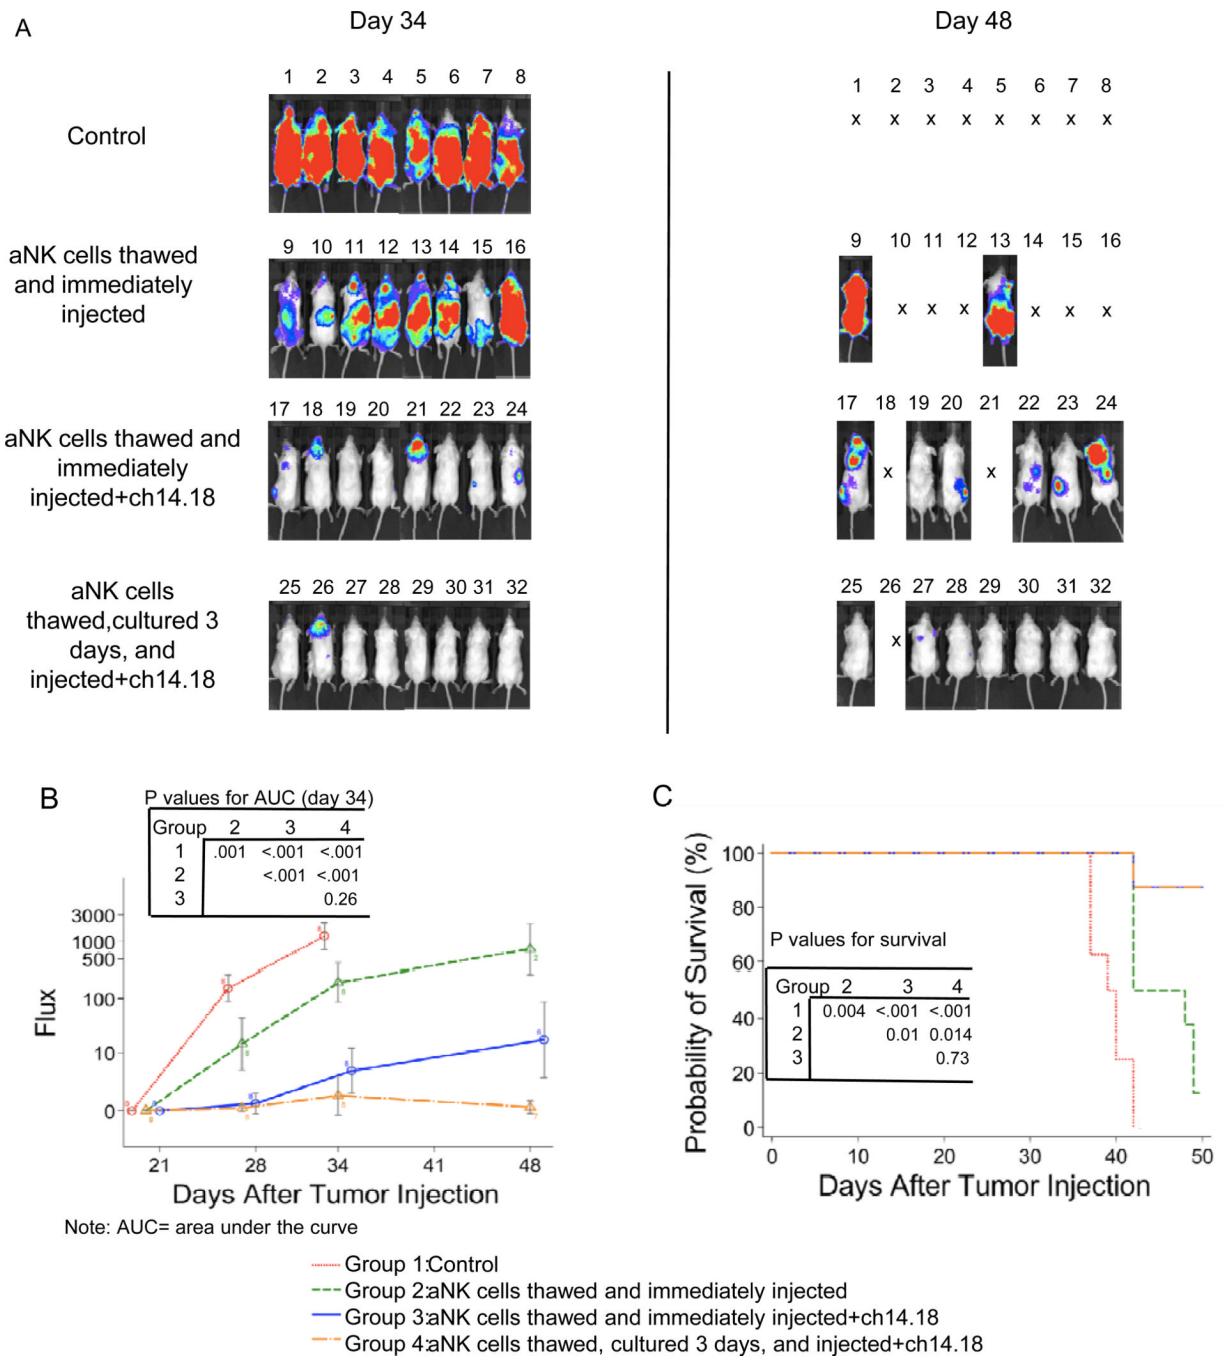 A
Day 34
Day 48
Control
1 2 3 4 5 6 7 8
1 2 3 4 5 6 7 8
x x x x x x x x
aNK cells thawed
and immediately
injected
9 10 11 12 13 14 15 16
9 10 11 12 13 14 15 16
x x x x x x
aNK cells thawed and
immediately
injected+ch14.18
17 18 19 20 21 22 23 24
17 18 19 20 21 22 23 24
x x
aNK cells
thawed,cultured 3
days, and
injected+ch14.18
25 26 27 28 29 30 31 32
25 26 27 28 29 30 31 32
x
B
P values for AUC (day 34)
Group 2 3 4
1 .001 <.001 <.001
2 <.001 <.001
3 0.26
Flux
3000
1000
500
100
10
0
21 28 34 41 48
Days After Tumor Injection
Note: AUC= area under the curve
C
Probability of Survival (%)
100
80
60
40
20
0
P values for survival
Group 2 3 4
1 0.004 <.001 <.001
2 0.01 0.014
3 0.73
0 10 20 30 40 50
Days After Tumor Injection
Group 1:Control
Group 2:aNK cells thawed and immediately injected
Group 3:aNK cells thawed and immediately injected+ch14.18
Group 4:aNK cells thawed, cultured 3 days, and injected+ch14.18